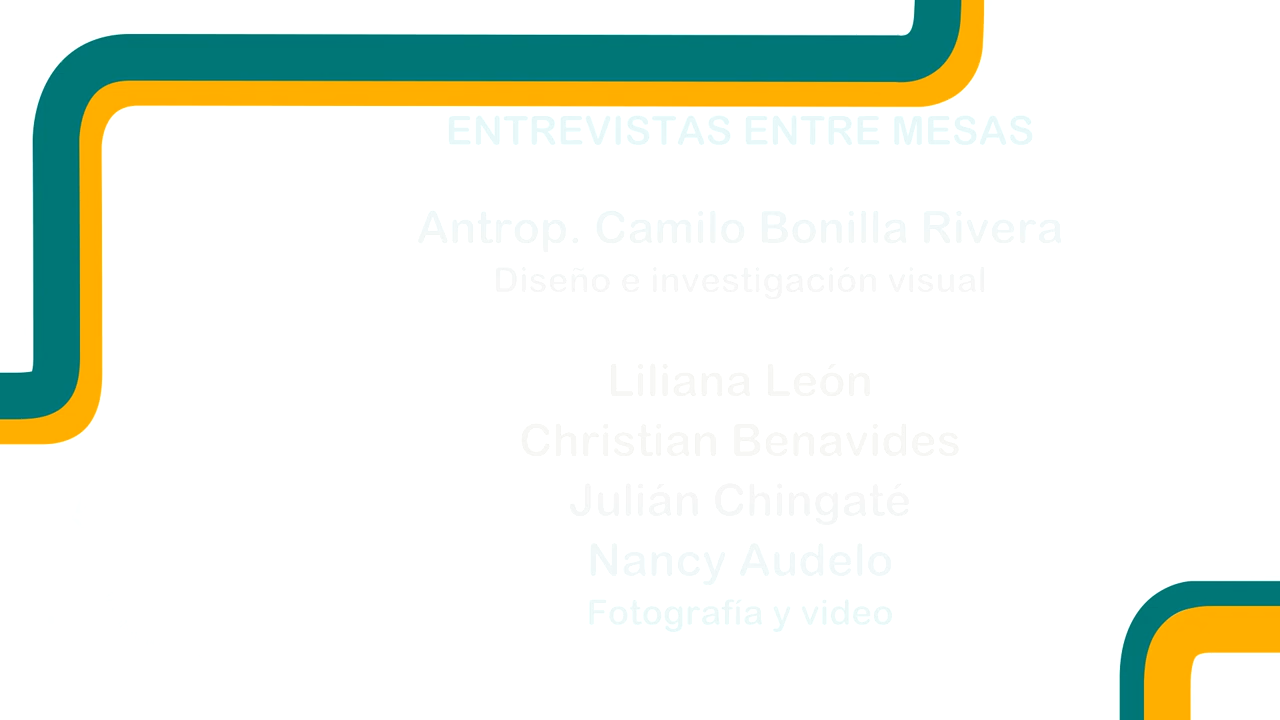 ENTREVISTAS ENTRE MESAS
Antrop. Camilo Bonilla Rivera
Diseño e investigación visual
Liliana León
Christian Benavides
Julián Chingaté
Nancy Audelo
Fotografía y video